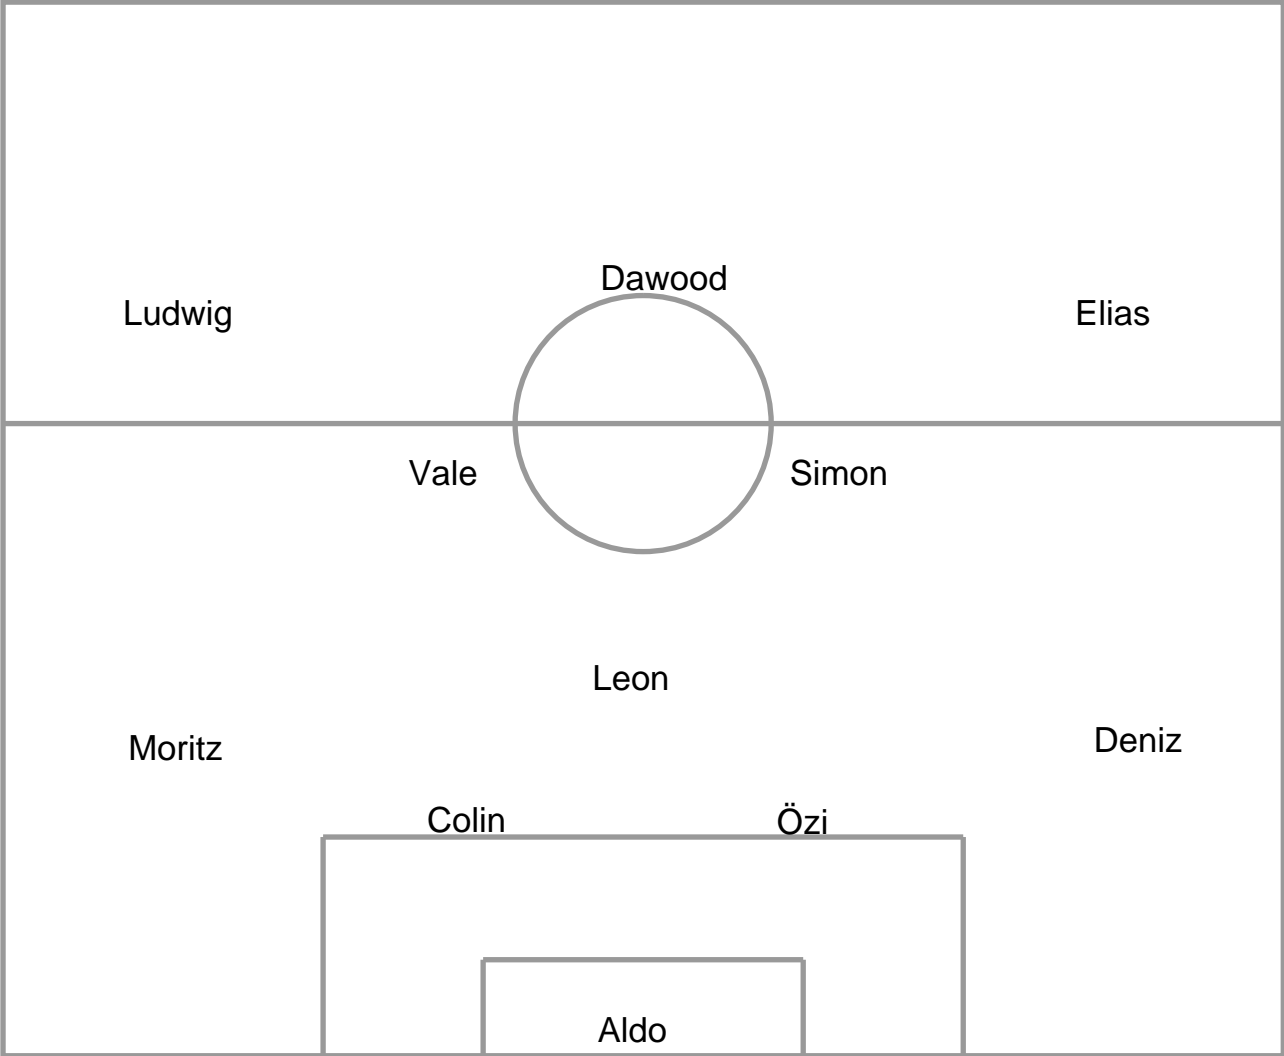 Dawood
Ludwig
Elias
Vale
Simon
Leon
Moritz
Deniz
Colin
Özi
Aldo